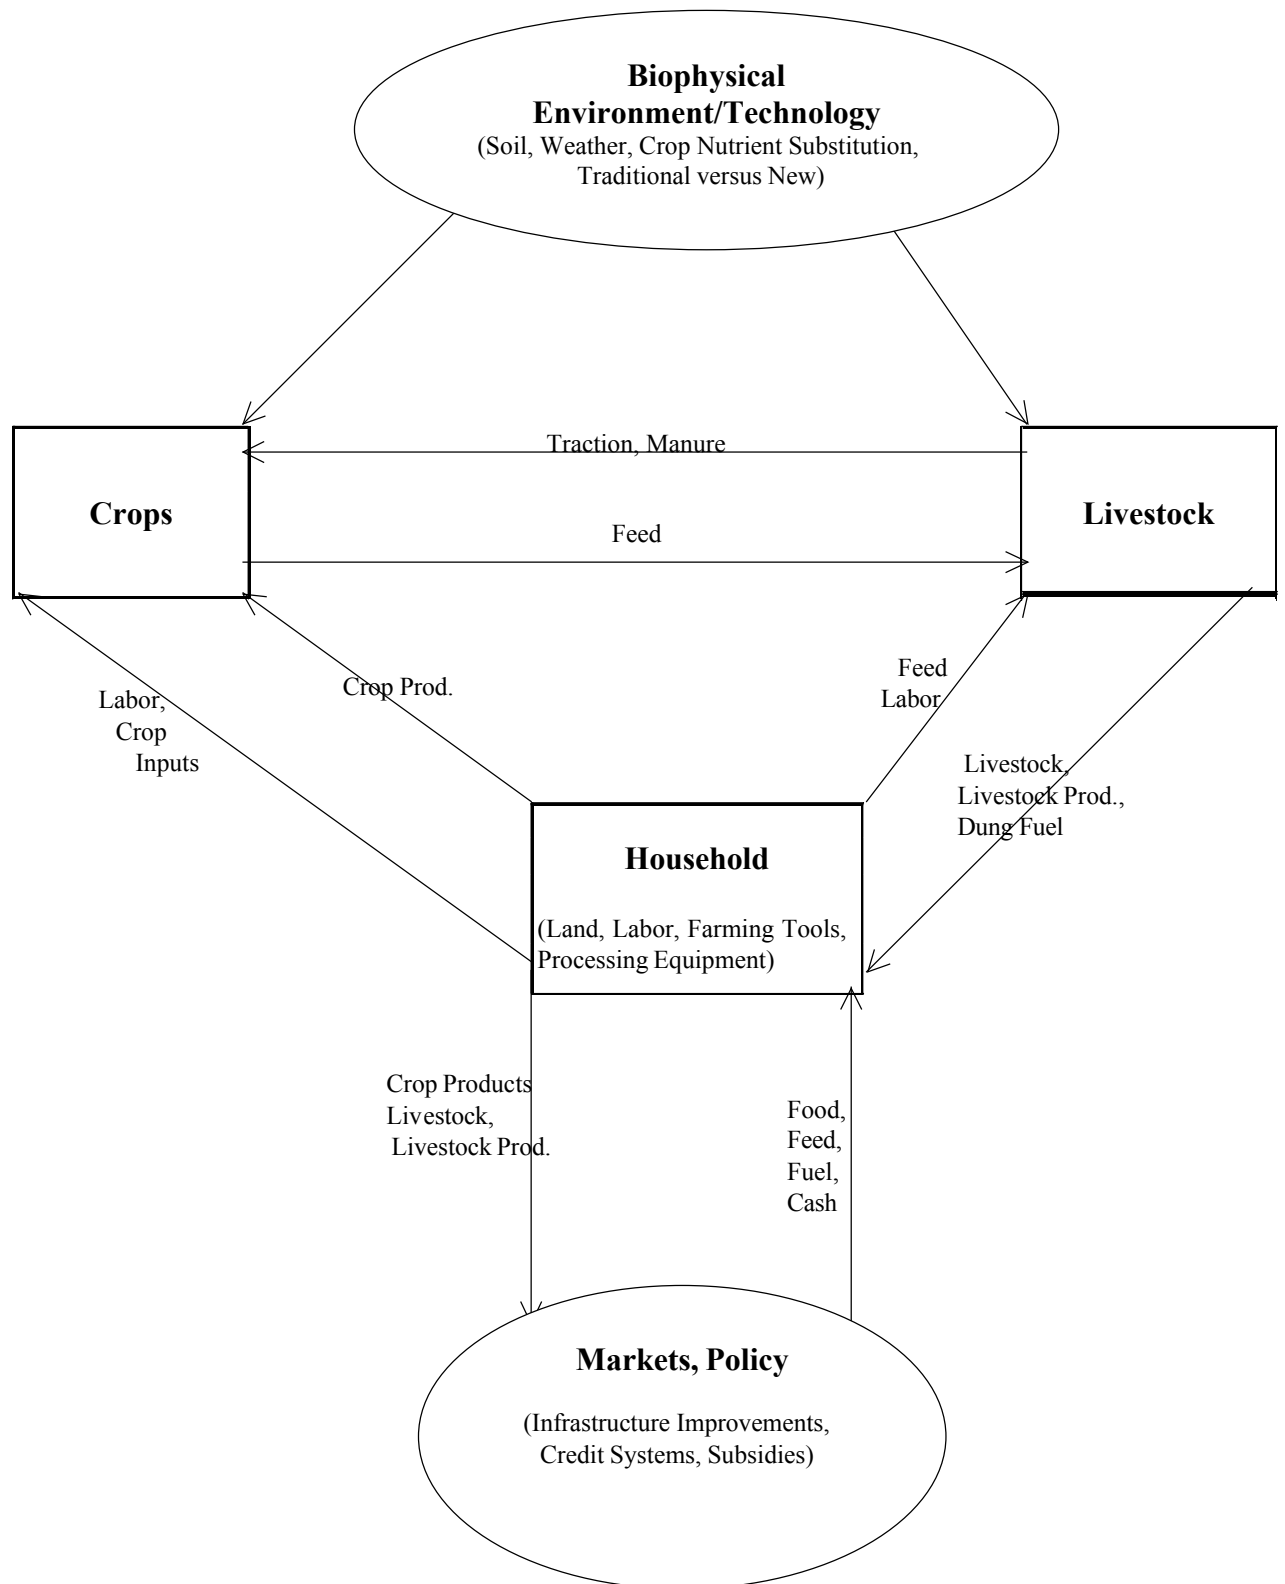 Biophysical
Environment/Technology
(Soil, Weather, Crop Nutrient Substitution,
Traditional versus New)
Traction, Manure
Crops
Livestock
Feed
Crop Prod.
Feed
Labor
Labor,
Crop
Inputs
Livestock,
Livestock Prod.,
Dung Fuel
Household
(Land, Labor, Farming Tools,
Processing Equipment)
Crop Products
Livestock,
Livestock Prod.
Food,
Feed,
Fuel,
Cash
Markets, Policy
(Infrastructure Improvements,
Credit Systems, Subsidies)